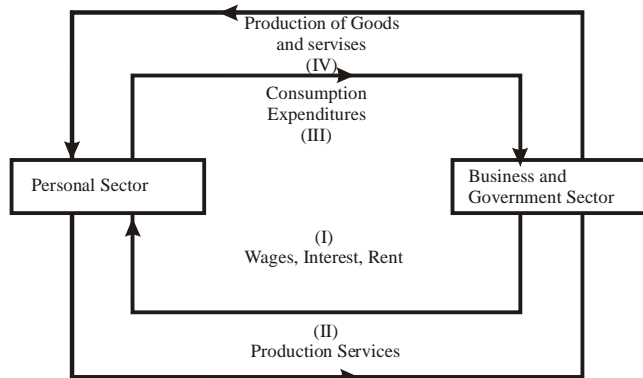 Production of Goods
and servises
(IV)
Consumption
Expenditures
(III)
Personal Sector
Business and
Government Sector
(I)
Wages, Interest, Rent
(II)
Production Services